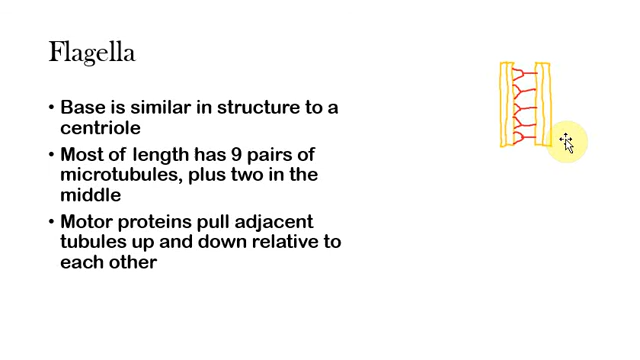 Flagella
• Base is similar in structure to a
centriole
• Most of length has 9 pairs of
microtubules, plus two in the
middle
• Motor proteins pull adjacent
tubules up and down relative to
each other